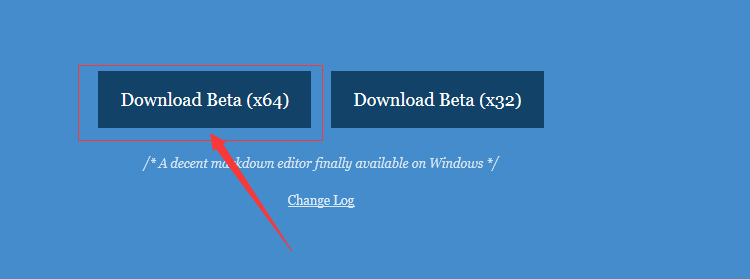 Download Beta (x64) Download Beta (x32)
/* A decent markdown editor finally available on Windows */
Change Log